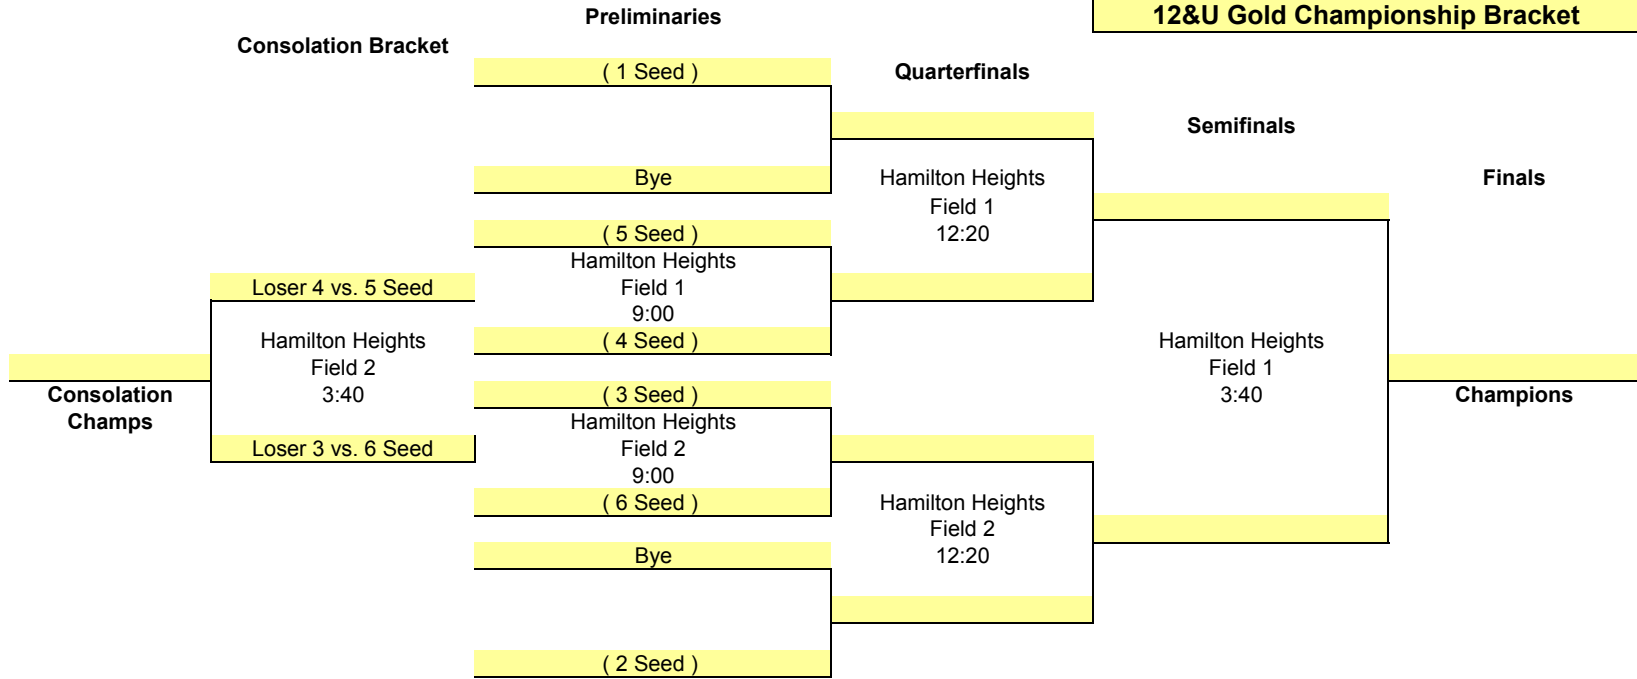 12&U Gold Championship Bracket
Preliminaries
Consolation Bracket
( 1 Seed )
Quarterfinals
Semifinals
Bye
Hamilton Heights
Field 1
12:20
Finals
( 5 Seed )
Hamilton Heights
Field 1
9:00
( 4 Seed )
Loser 4 vs. 5 Seed
Hamilton Heights
Field 2
3:40
Loser 3 vs. 6 Seed
Consolation
Champs
( 3 Seed )
Hamilton Heights
Field 2
9:00
( 6 Seed )
Hamilton Heights
Field 1
3:40
Champions
Hamilton Heights
Field 2
12:20
Bye
( 2 Seed )